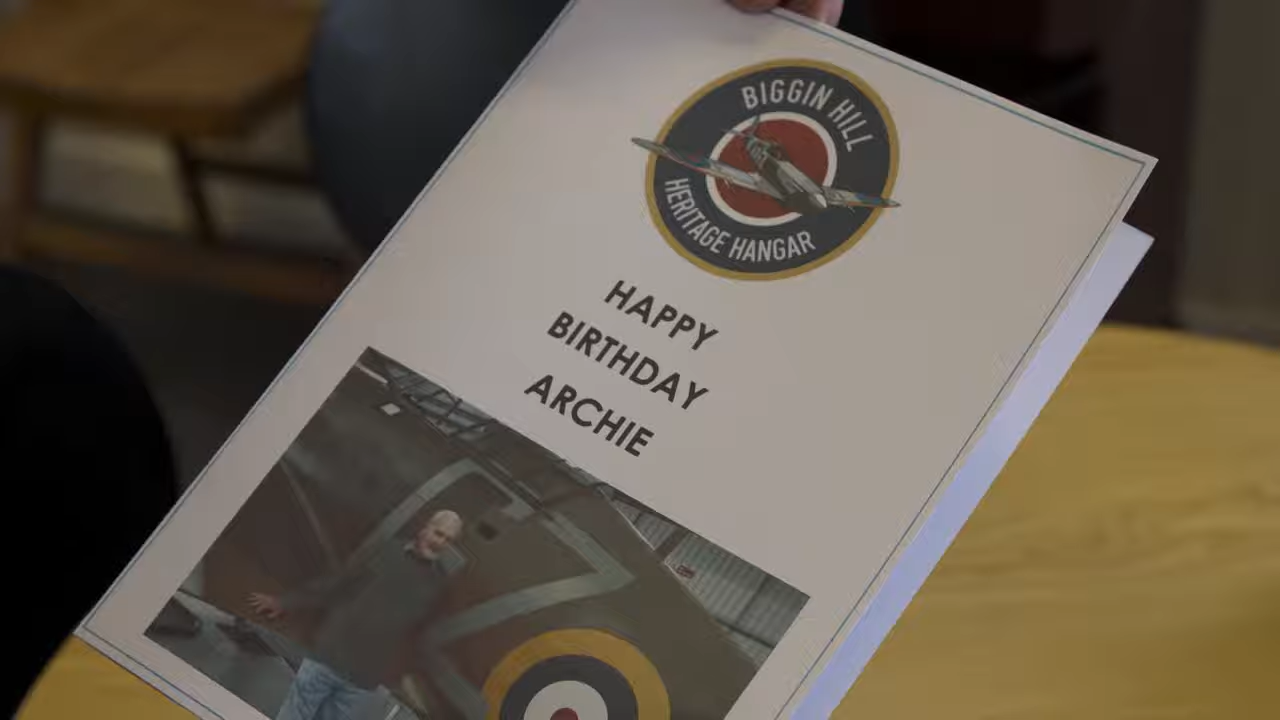 BIGGIN HILL
HERITAGE HANGAR
HAPPY
BIRTHDAY
ARCHIE